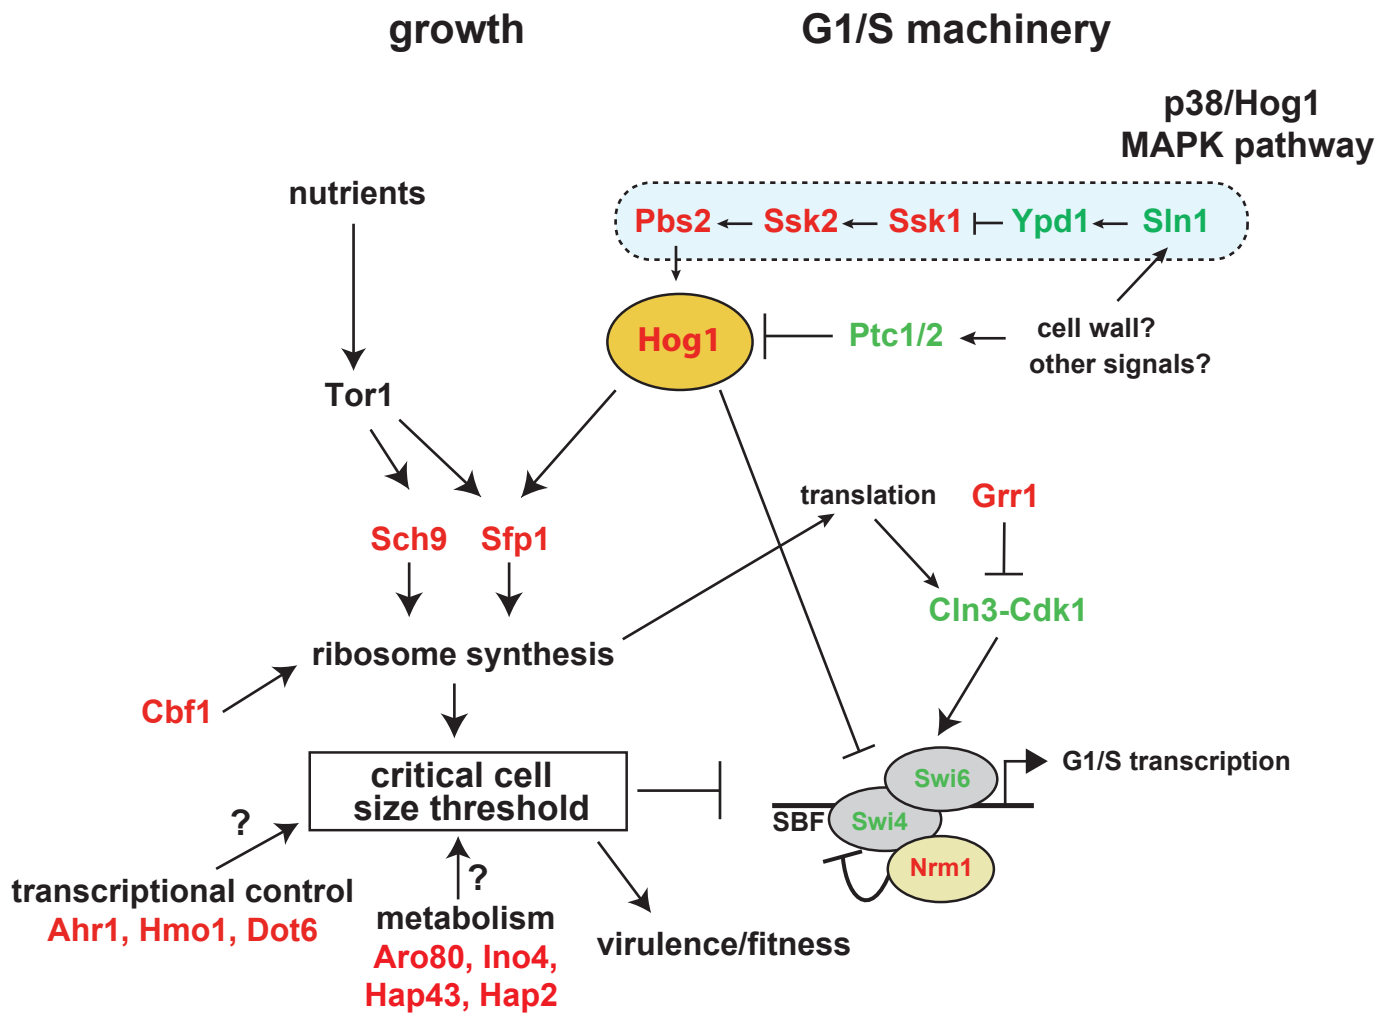 growth
G1/S machinery
p38/Hog1
MAPK pathway
nutrients
Pbs2
Ssk2
Ssk1
Ypd1
Sln1
Hog1
Ptc1/2
cell wall?
other signals?
Tor1
translation
Grr1
Sch9
Sfp1
Cln3-Cdk1
ribosome synthesis
Cbf1
critical cell
size threshold
Swi6
G1/S transcription
SBF
Swi4
Nrm1
?
transcriptional control
Ahr1, Hmo1, Dot6
?
metabolism
Aro80, Ino4,
Hap43, Hap2
virulence/fitness